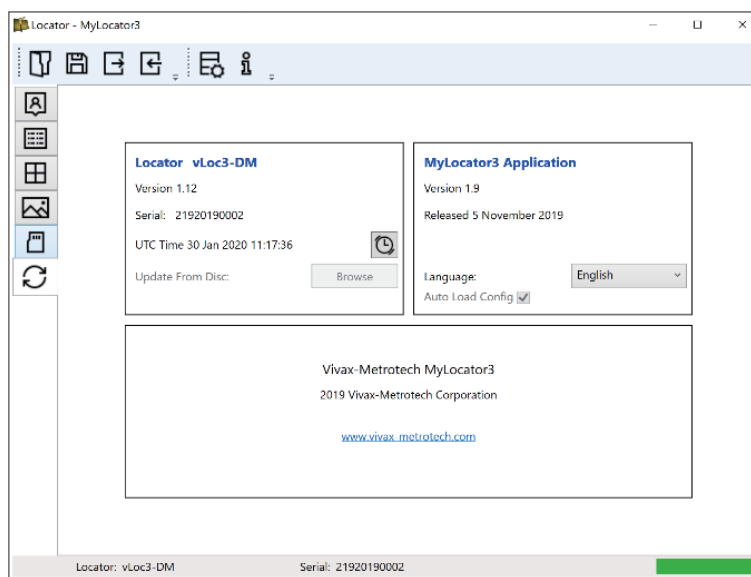 Locator - MyLocator3
Locator vLoc3-DM
Version 1.12
Serial: 21920190002
UTC Time 30 Jan 2020 11:17:36
Update From Disc:
Browse
MyLocator3 Application
Version 1.9
Released 5 November 2019
Language:
English
Auto Load Config
Vivax-Metrotech MyLocator3
2019 Vivax-Metrotech Corporation
www.vivax metrotech.com
Locator: vLoc3-DM
Serial: 21920190002